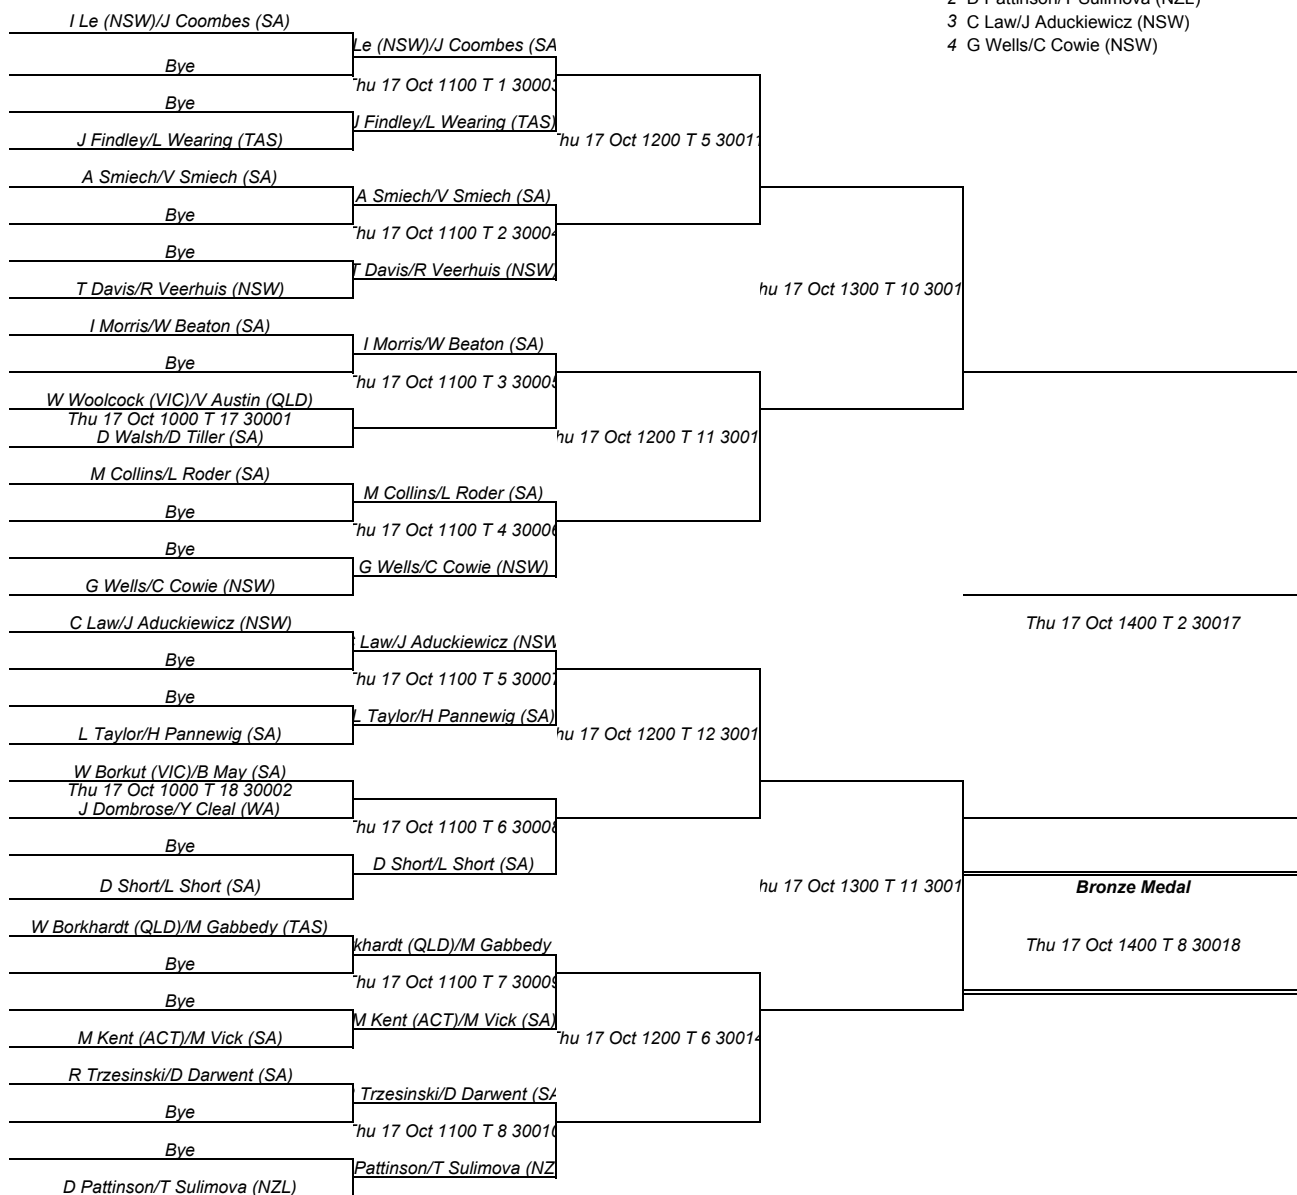 2 D Pattinson/T Sulimova (NZL)
3 C Law/J Aduckiewicz (NSW)
4 G Wells/C Cowie (NSW)
I Le (NSW)/J Coombes (SA)
Bye
Bye
J Findley/L Wearing (TAS)
A Smiech/V Smiech (SA)
Bye
Bye
T Davis/R Veerhuis (NSW)
I Morris/W Beaton (SA)
Bye
W Woolcock (VIC)/V Austin (QLD)
Thu 17 Oct 1000 T 17 30001
D Walsh/D Tiller (SA)
M Collins/L Roder (SA)
Bye
Bye
G Wells/C Cowie (NSW)
C Law/J Aduckiewicz (NSW)
Bye
Bye
L Taylor/H Pannewig (SA)
W Borkut (VIC)/B May (SA)
Thu 17 Oct 1000 T 18 30002
J Dombrose/Y Cleal (WA)
Bye
D Short/L Short (SA)
W Borkhardt (QLD)/M Gabbedy (TAS)
Bye
Bye
M Kent (ACT)/M Vick (SA)
R Trzesinski/D Darwent (SA)
Bye
Bye
D Pattinson/T Sulimova (NZL)
Le (NSW)/J Coombes (SA
hu 17 Oct 1100 T 1 30003
J Findley/L Wearing (TAS)
A Smiech/V Smiech (SA)
hu 17 Oct 1100 T 2 30004
T Davis/R Veerhuis (NSW)
I Morris/W Beaton (SA)
hu 17 Oct 1100 T 3 30005
M Collins/L Roder (SA)
hu 17 Oct 1100 T 4 30006
G Wells/C Cowie (NSW)
Law/J Aduckiewicz (NSW
hu 17 Oct 1100 T 5 30007
L Taylor/H Pannewig (SA)
hu 17 Oct 1100 T 6 30008
D Short/L Short (SA)
khardt (QLD)/M Gabbedy
hu 17 Oct 1100 T 7 30009
M Kent (ACT)/M Vick (SA)
Trzesinski/D Darwent (SA
hu 17 Oct 1100 T 8 30010
Pattinson/T Sulimova (NZ
hu 17 Oct 1200 T 5 30011
hu 17 Oct 1200 T 11 3001
hu 17 Oct 1200 T 12 3001
hu 17 Oct 1200 T 6 30014
hu 17 Oct 1300 T 10 3001
hu 17 Oct 1300 T 11 3001
Thu 17 Oct 1400 T 2 30017
Bronze Medal
Thu 17 Oct 1400 T 8 30018